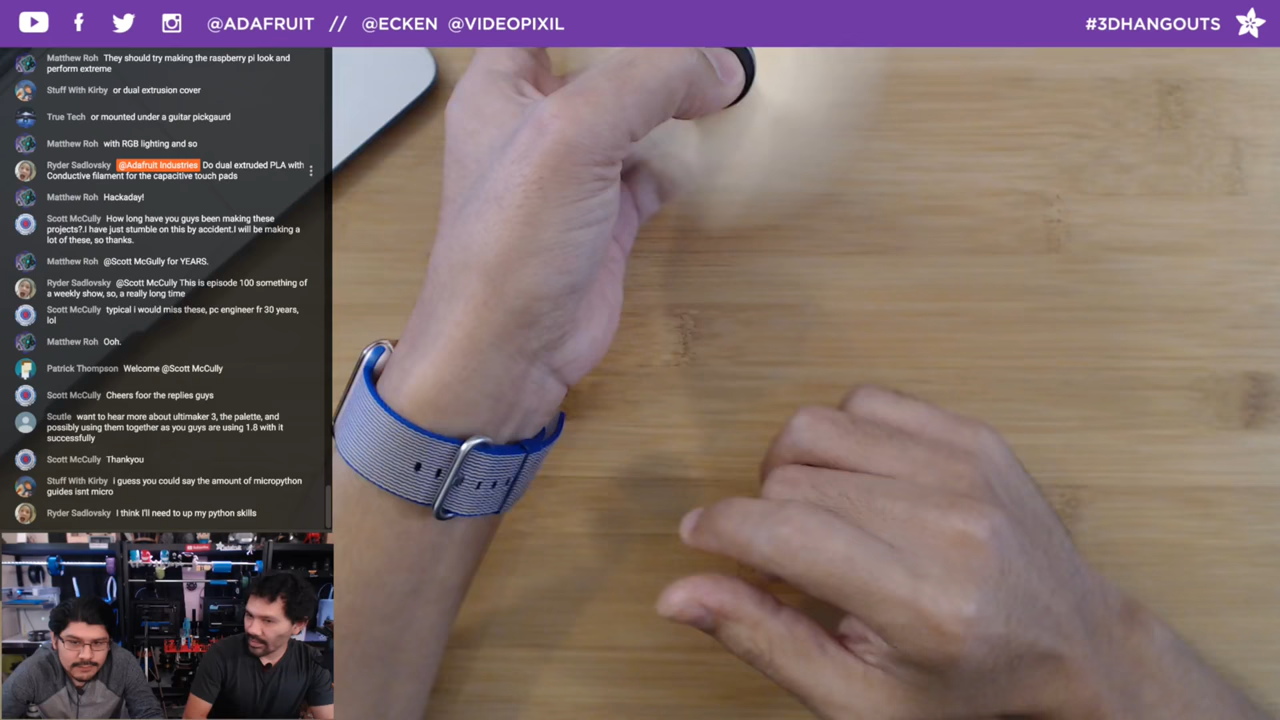 @ADAFRUIT // @ECKEN @VIDEOPIXIL
#3DHANGOUTS
Matthew Roh They should try making the raspberry pi look and
perform extreme
Stuff With Kirby or dual extrusion cover
True Tech or mounted under a guitar pickgaurd
Matthew Roh with RGB lighting and so
Ryder Sadlovsky @Adafruit Industries Do dual extruded PLA with
Conductive filament for the capacitive touch pads
Matthew Roh Hackaday!
Scott McCully How long have you guys been making these
projects?.I have just stumble on this by accident.I will be making a
lot of these, so thanks.
Matthew Roh @Scott McGully for YEARS.
Ryder Sadlovsky @Scott McCully This is episode 100 something of
a weekly show, so, a really long time
Scott McCully typical i would miss these, pc engineer fr 30 years,
lol
Matthew Roh Ooh.
Patrick Thompson Welcome @Scott McCully
Scott McCully Cheers foor the replies guys
Scutle want to hear more about ultimaker 3, the palette, and
possibly using them together as you guys are using 1.8 with it
successfully
Scott McCully Thankyou
Stuff With Kirby i guess you could say the amount of micropython
guides isnt micro
Ryder Sadlovsky I think I'll need to up my python skills